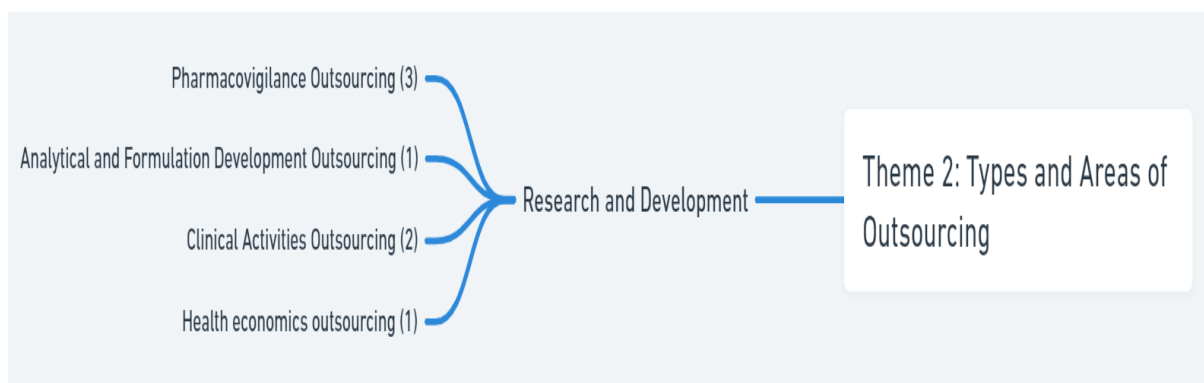 Pharmacovigilance Outsourcing (3)
Analytical and Formulation Development Outsourcing (1)
Clinical Activities Outsourcing (2)
Health economics outsourcing (1)
Research and Development
Theme 2: Types and Areas of
Outsourcing